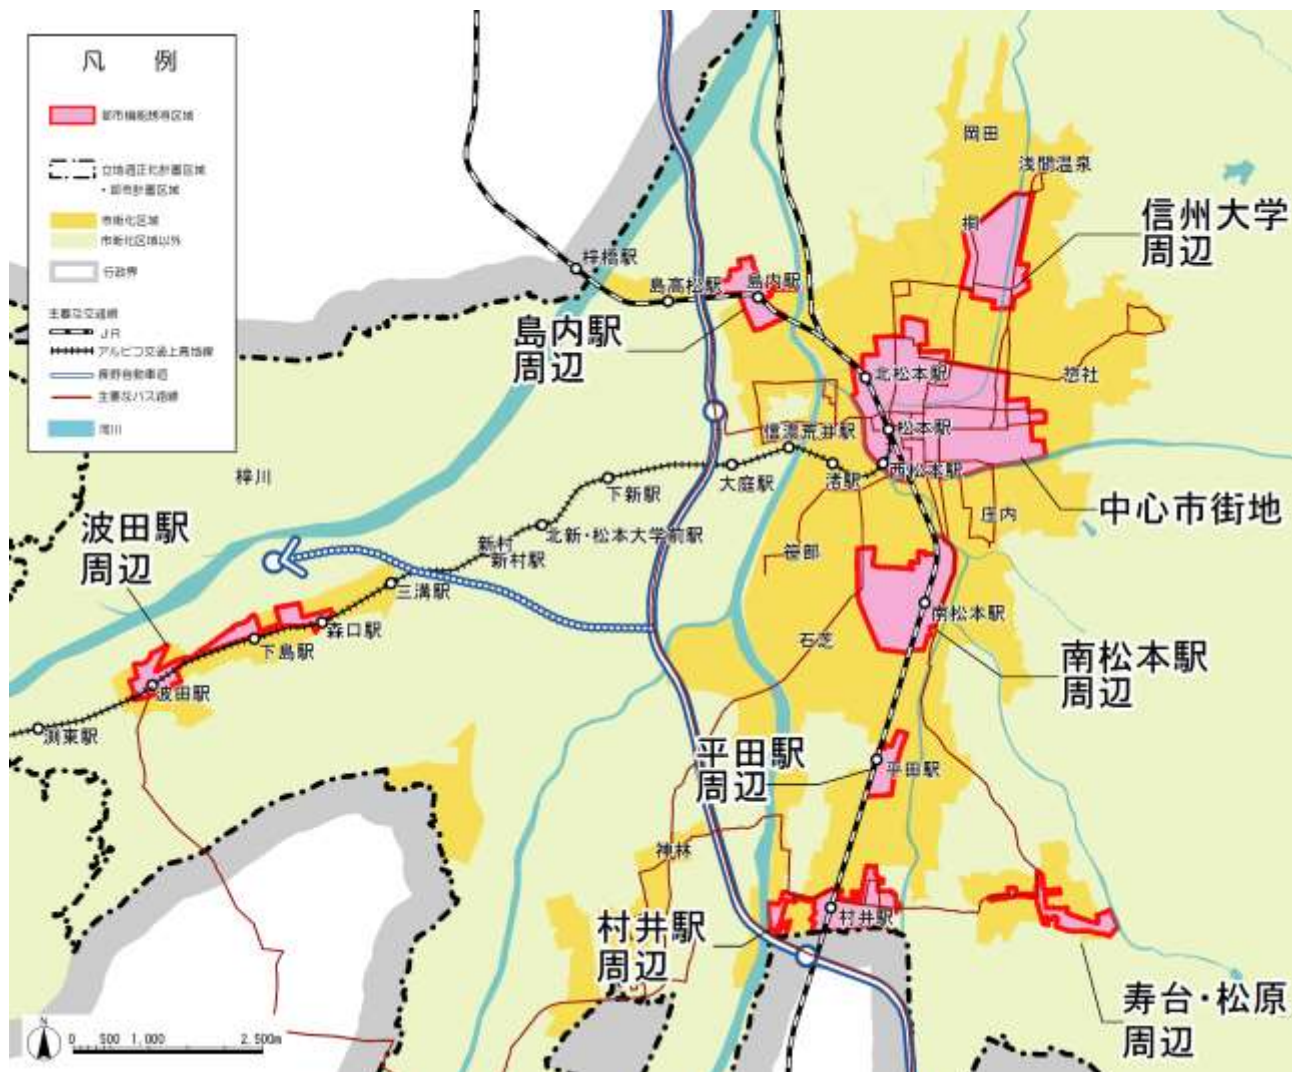 凡 例
都市機能誘導区域
立地適正化計画区域
・都市計画区域
市街化区域
市街化区域以外
行政界
主要な交通網
JR
アルピコ交通上高地線
長野自動車道
主要なバス路線
河川
岡田
浅間温泉
桐
信州大学
周辺
梓橋駅
島高松駅
島内駅
島内駅
周辺
北松本駅
惣社
松本駅
信濃荒井駅
渚駅
西松本駅
大庭駅
下新駅
梓川
北新・松本大学前駅
庄内
中心市街地
笹部
新村
新村駅
三溝駅
波田駅
周辺
森口駅
下島駅
波田駅
渕東駅
南松本駅
石芝
南松本駅
周辺
平田駅
周辺
平田駅
神林
村井駅
村井駅
周辺
寿台・松原
周辺
N
0 500 1,000 2,500m